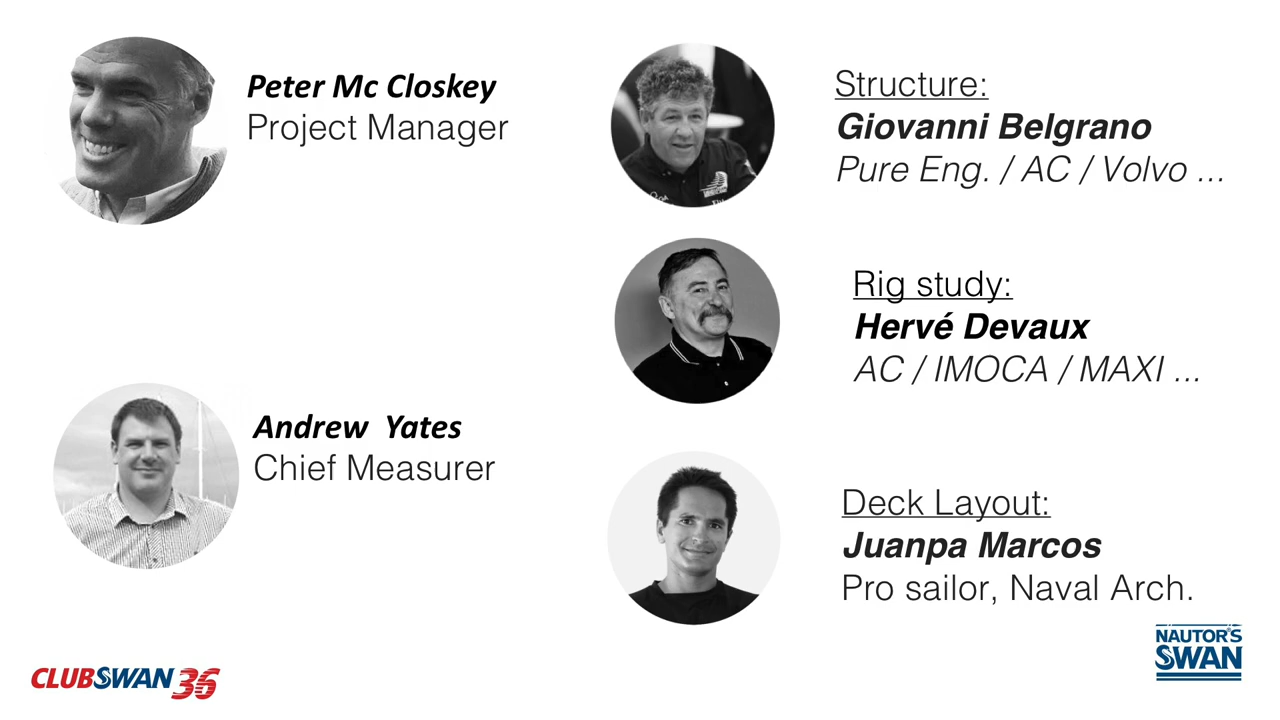 Peter Mc Closkey
Project Manager
Andrew Yates
Chief Measurer
Structure:
Giovanni Belgrano
Pure Eng. / AC / Volvo ...
Rig study:
Hervé Devaux
AC / IMOCA / MAXI ...
Deck Layout:
Juanpa Marcos
Pro sailor, Naval Arch.
CLUBSWAN 36
NAUTOR'S
SWAN